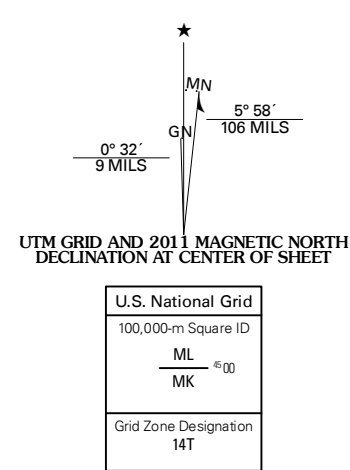 ★
MN
5° 58´
106 MILS
GN
0° 32´
9 MILS
UTM GRID AND 2011 MAGNETIC NORTH
DECLINATION AT CENTER OF SHEET
U.S. National Grid
100,000-m Square ID
ML
4500
MK
Grid Zone Designation
14T